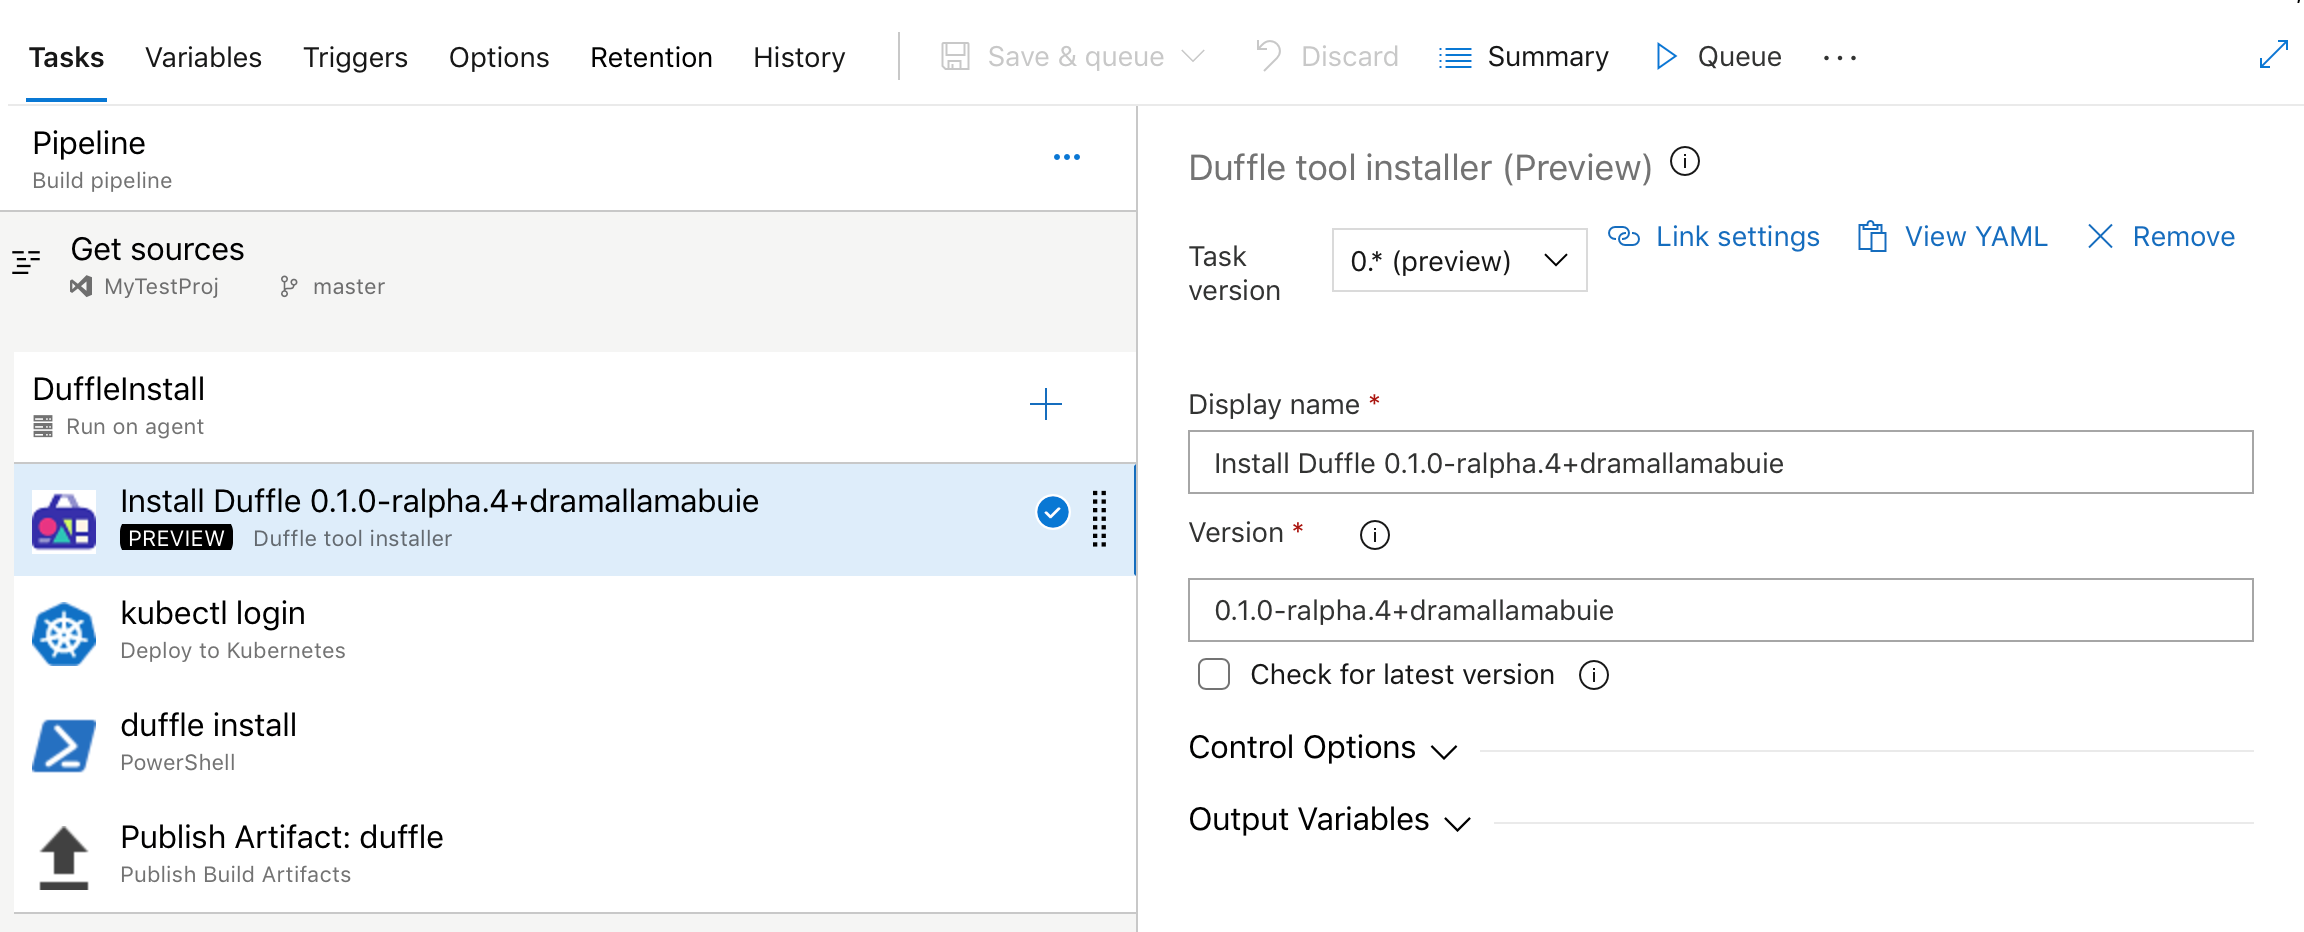 Tasks Variables Triggers Options Retention History Save & queue Discard Summary Queue
Pipeline
Build pipeline
Get sources
MyTestProj master
DuffleInstall
Run on agent
Install Duffle 0.1.0-ralpha.4+dramallamabuie
PREVIEW Duffle tool installer
kubectl login
Deploy to Kubernetes
duffle install
PowerShell
Publish Artifact: duffle
Publish Build Artifacts
Duffle tool installer (Preview)
Task
version
0.* (preview)
Link settings View YAML Remove
Display name *
Install Duffle 0.1.0-ralpha.4+dramallamabuie
Version *
0.1.0-ralpha.4+dramallamabuie
Check for latest version
Control Options
Output Variables